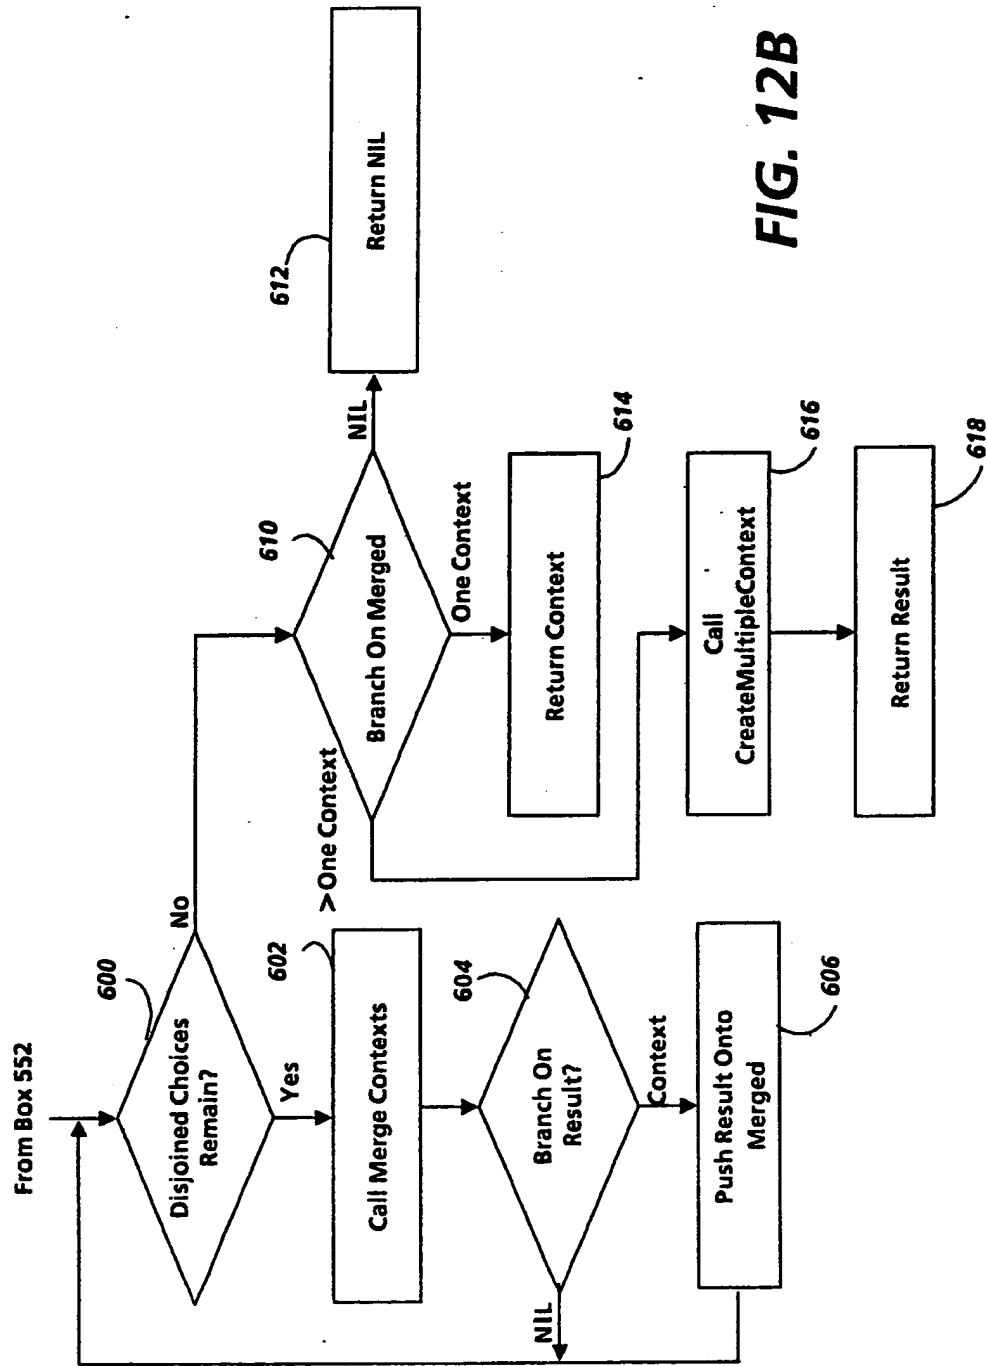 From Box 552
600
Disjoined Choices
Remain?
No
Yes
602
Call Merge Contexts
604
Branch On
Result?
NIL
Context
606
Push Result Onto
Merged
610
Branch On Merged
>One Context
One Context
NIL
612
Return NIL
614
Return Context
616
Call
CreateMultipleContext
618
Return Result
FIG. 12B